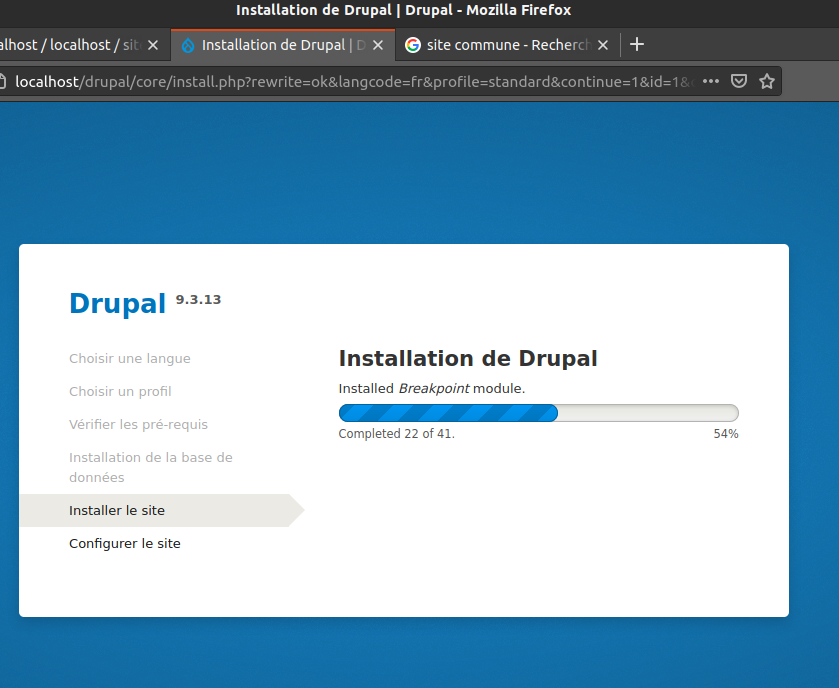 Installation de Drupal | Drupal - Mozilla Firefox
alhost / localhost / sit
Installation de Drupal | D
site commune - Recherch
localhost/drupal/core/install.php?rewrite=ok&langcode=fr&profile=standard&continue=1&id=1&
Drupal 9.3.13
Choisir une langue
Choisir un profil
Vérifier les pré-requis
Installation de la base de
données
Installer le site
Configurer le site
Installation de Drupal
Installed Breakpoint module.
Completed 22 of 41.
54%